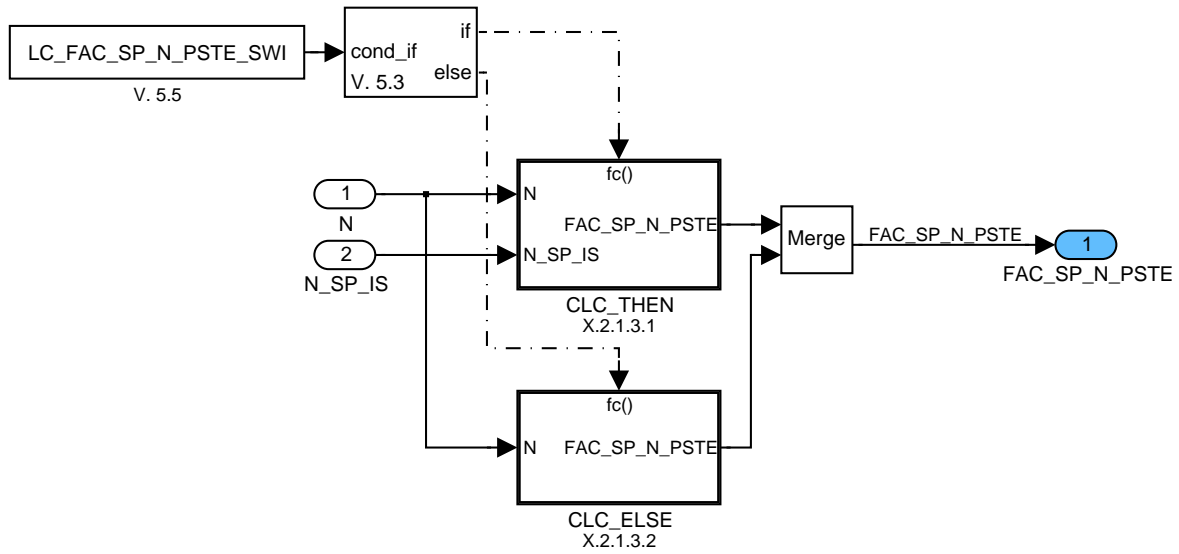 LC_FAC_SP_N_PSTE_SWI
V. 5.5
cond_if
V. 5.3
if
else
1
N
2
N_SP_IS
fc()
N
N_SP_IS
FAC_SP_N_PSTE
CLC_THEN
X.2.1.3.1
Merge
FAC_SP_N_PSTE
1
FAC_SP_N_PSTE
fc()
N
FAC_SP_N_PSTE
CLC_ELSE
X.2.1.3.2